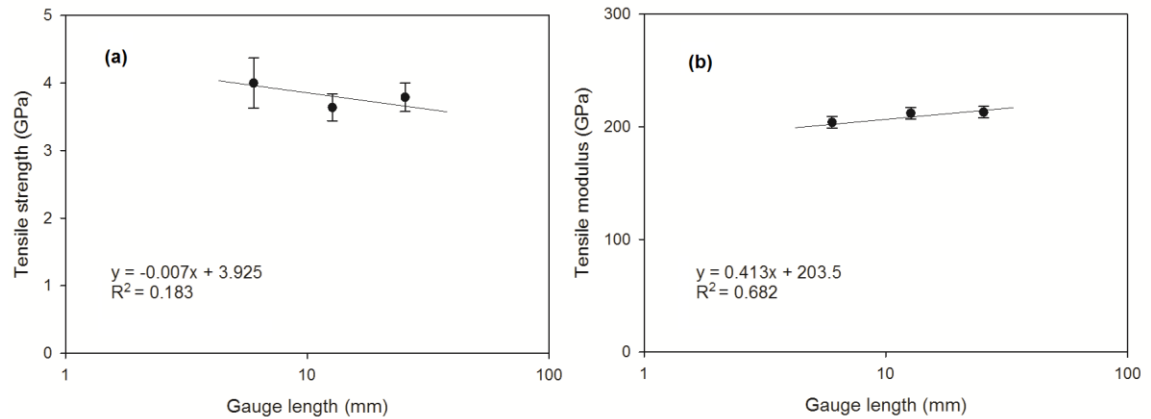 (a)
Tensile strength (GPa)
5
4
3
2
1
0
y = -0.007x + 3.925
R² = 0.183
1
10
100
Gauge length (mm)
(b)
Tensile modulus (GPa)
300
200
100
0
y = 0.413x + 203.5
R² = 0.682
1
10
100
Gauge length (mm)